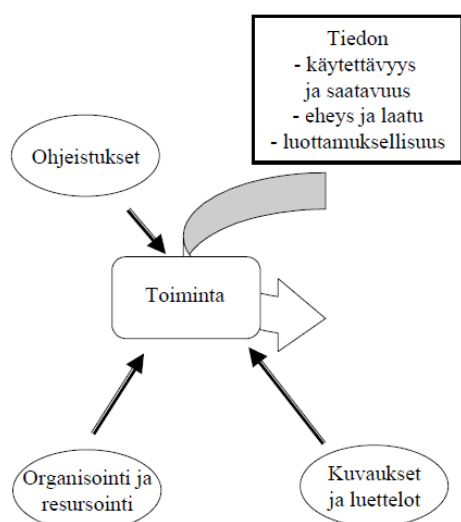 Tiedon
- käytettävyys
ja saatavuus
- eheys ja laatu
- luottamuksellisuus
Ohjeistukset
Toiminta
Organisointi ja
resursointi
Kuvaukset
ja luettelot